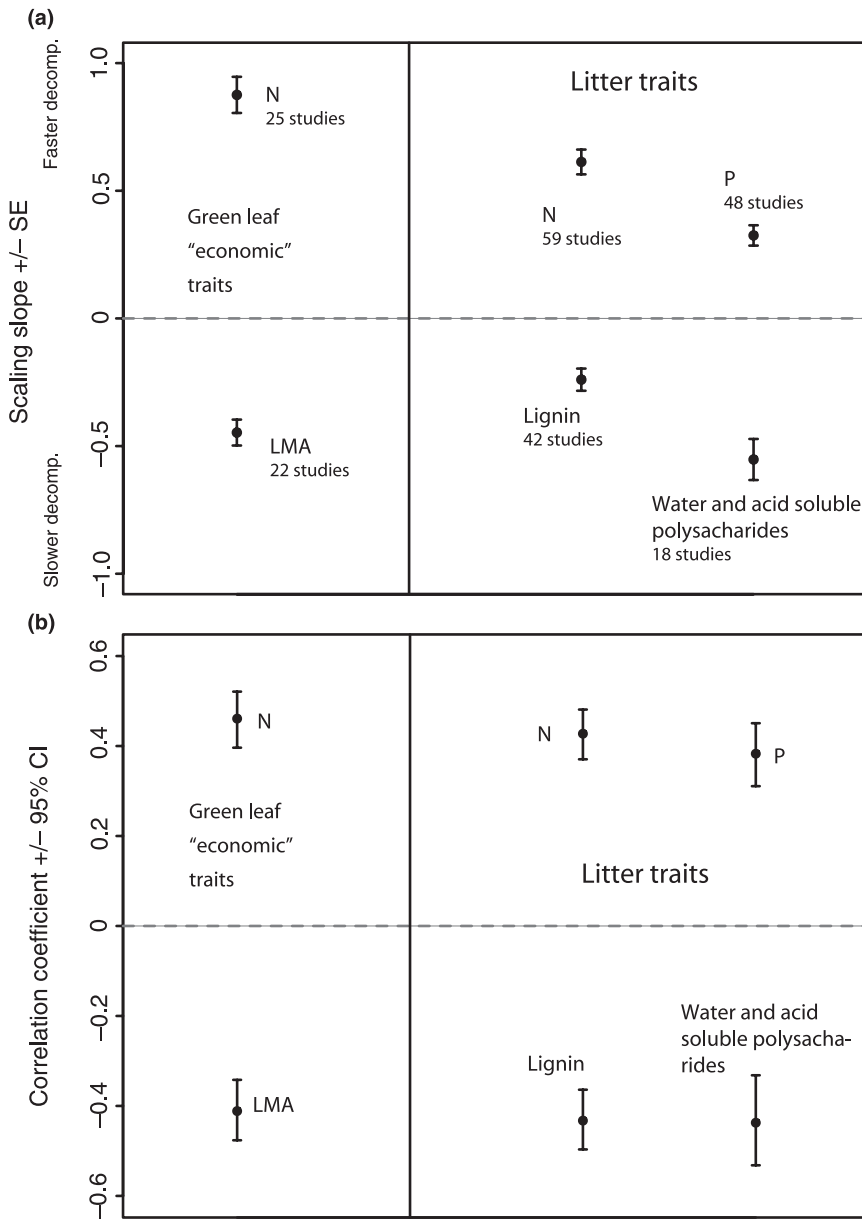 (a)
Scaling slope +/– SE
Slower decomp.
Faster decomp.
1.0
0.5
0
–0.5
–1.0
N
25 studies
Green leaf
“economic”
traits
LMA
22 studies
Litter traits
N
59 studies
P
48 studies
Lignin
42 studies
Water and acid soluble
polysacharides
18 studies
(b)
Correlation coefficient +/– 95% CI
0.6
0.4
0.2
0
–0.2
–0.4
–0.6
N
Green leaf
“economic”
traits
LMA
N
P
Litter traits
Lignin
Water and acid
soluble polysacha-
rides